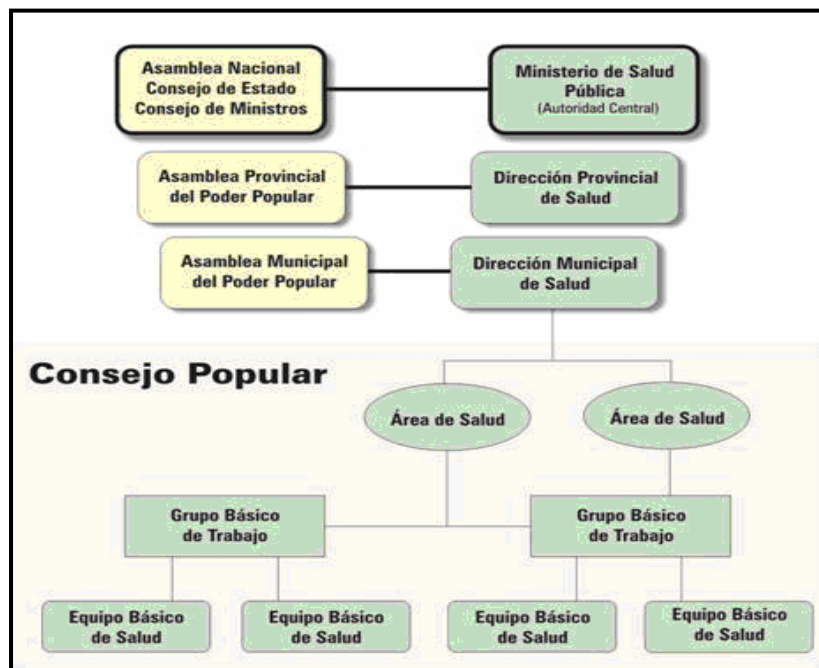 Asamblea Nacional
Consejo de Estado
Consejo de Ministros
Ministerio de Salud
Pública
(Autoridad Central)
Asamblea Provincial
del Poder Popular
Dirección Provincial
de Salud
Asamblea Municipal
del Poder Popular
Dirección Municipal
de Salud
Consejo Popular
Área de Salud
Área de Salud
Grupo Básico
de Trabajo
Grupo Básico
de Trabajo
Equipo Básico
de Salud
Equipo Básico
de Salud
Equipo Básico
de Salud
Equipo Básico
de Salud